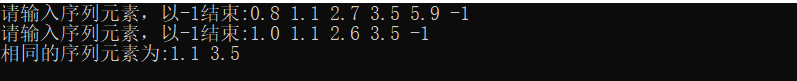 请输入序列元素，以-1结束:0.8 1.1 2.7 3.5 5.9 -1
请输入序列元素，以-1结束:1.0 1.1 2.6 3.5 -1
相同的序列元素为:1.1 3.5